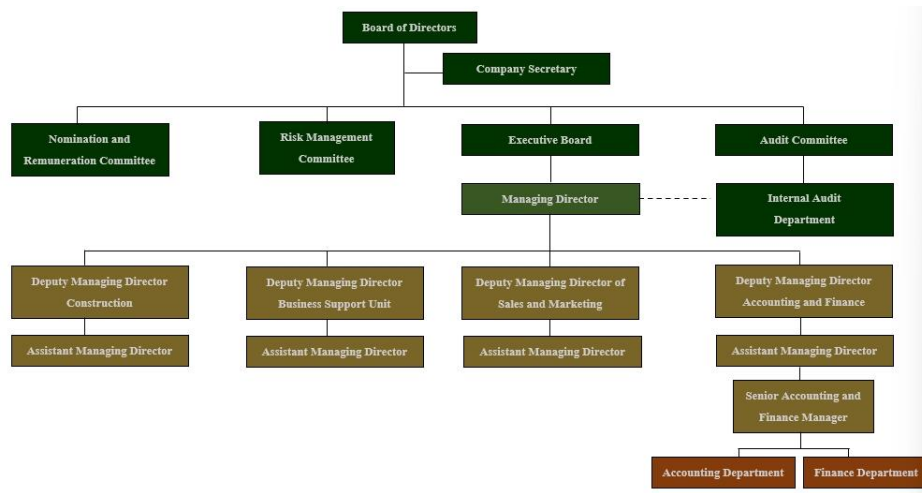 Board of Directors
Company Secretary
Nomination and
Remuneration Committee
Risk Management
Committee
Executive Board
Audit Committee
Managing Director
Internal Audit
Department
Deputy Managing Director
Construction
Deputy Managing Director
Business Support Unit
Deputy Managing Director of
Sales and Marketing
Deputy Managing Director
Accounting and Finance
Assistant Managing Director
Assistant Managing Director
Assistant Managing Director
Assistant Managing Director
Senior Accounting and
Finance Manager
Accounting Department
Finance Department